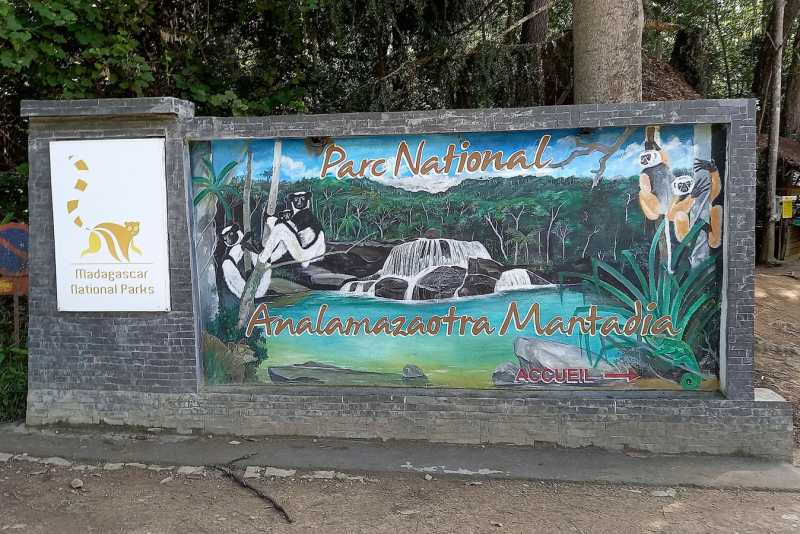 Madagascar
National Parks
Parc National
Analamazaotra Mantadia
ACCUEIL